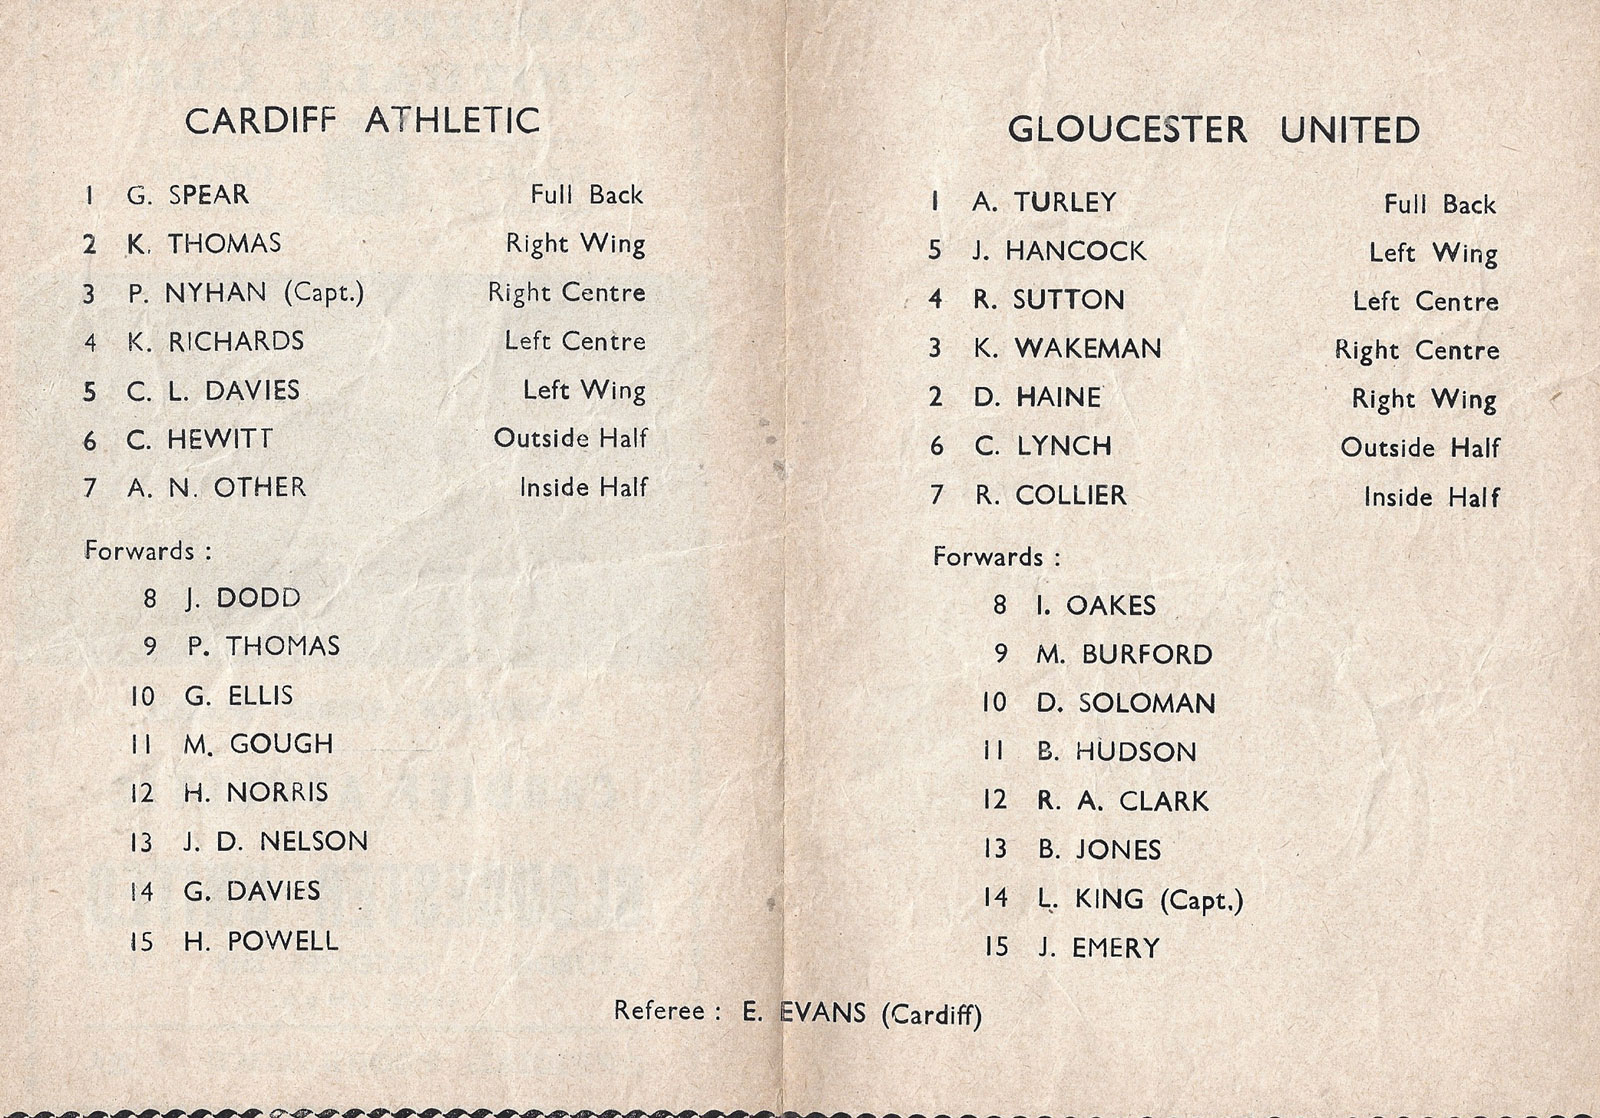 CARDIFF ATHLETIC
1 G. SPEAR Full Back
2 K. THOMAS Right Wing
3 P. NYHAN (Capt.) Right Centre
4 K. RICHARDS Left Centre
5 C. L. DAVIES Left Wing
6 C. HEWITT Outside Half
7 A. N. OTHER Inside Half
Forwards :
8 J. DODD
9 P. THOMAS
10 G. ELLIS
11 M. GOUGH
12 H. NORRIS
13 J. D. NELSON
14 G. DAVIES
15 H. POWELL
GLOUCESTER UNITED
1 A. TURLEY Full Back
5 J. HANCOCK Left Wing
4 R. SUTTON Left Centre
3 K. WAKEMAN Right Centre
2 D. HAINE Right Wing
6 C. LYNCH Outside Half
7 R. COLLIER Inside Half
Forwards :
8 I. OAKES
9 M. BURFORD
10 D. SOLOMAN
11 B. HUDSON
12 R. A. CLARK
13 B. JONES
14 L. KING (Capt.)
15 J. EMERY
Referee : E. EVANS (Cardiff)